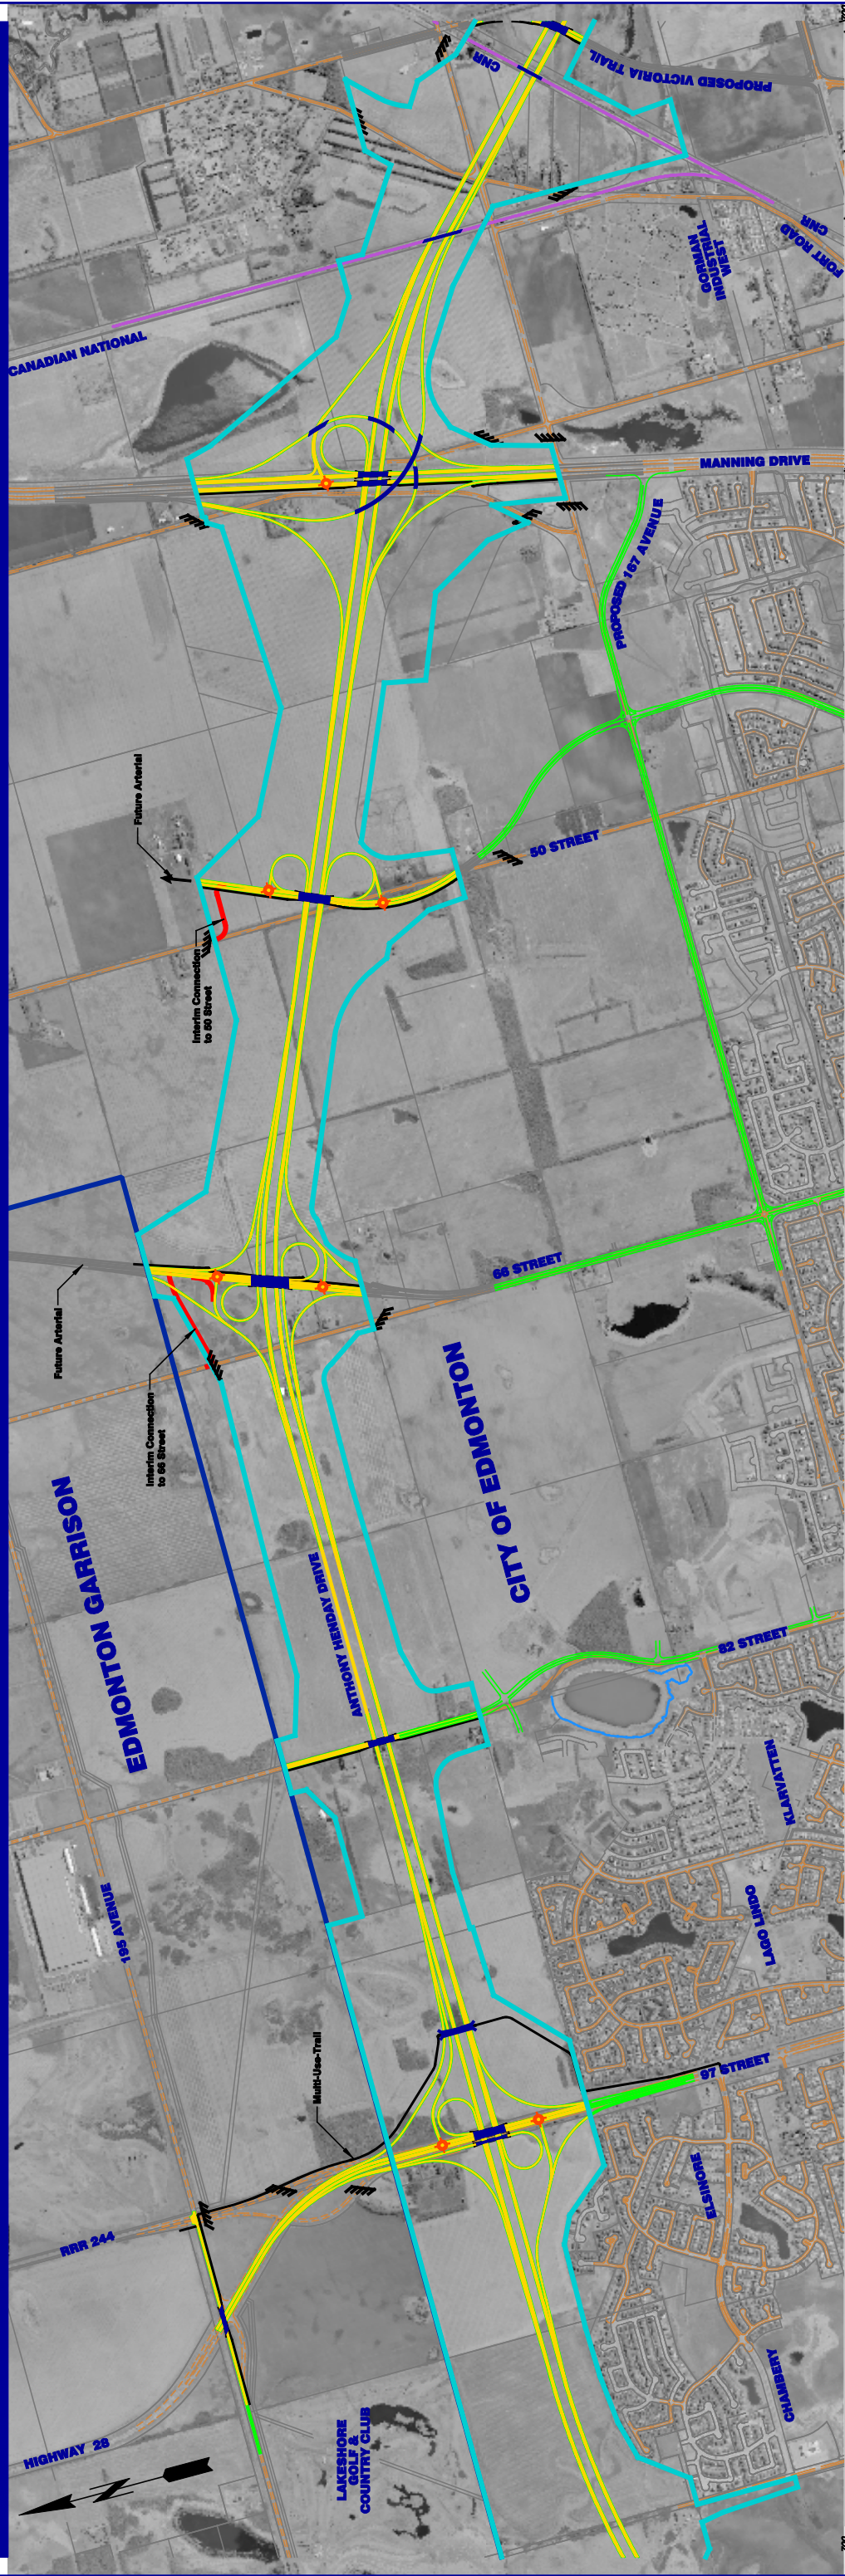 CNR
PROPOSED VICTORIA TRAIL
CNR
FORT ROAD
GORMAN
INDUSTRIAL
WEST
CANADIAN NATIONAL
MANNING DRIVE
PROPOSED 167 AVENUE
Future Arterial
50 STREET
Interim Connection
to 50 Street
66 STREET
Future Arterial
Interim Connection
to 66 Street
CITY OF EDMONTON
EDMONTON GARRISON
ANTHONY HENDAY DRIVE
82 STREET
KLARVATTEN
195 AVENUE
LAGO LINDO
Multi-Use-Trail
97 STREET
ELSINORE
RRR 244
CHAMBERY
HIGHWAY 28
LAKESHORE
GOLF &
COUNTRY CLUB
N